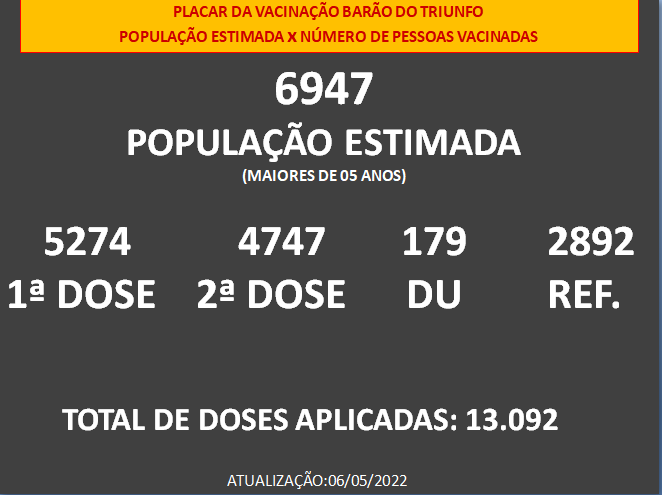 PLACAR DA VACINAÇÃO BARÃO DO TRIUNFO
POPULAÇÃO ESTIMADA X NÚMERO DE PESSOAS VACINADAS
6947
POPULAÇÃO ESTIMADA
(MAIORES DE 05 ANOS)
5274 4747 179 2892
1ª DOSE 2ª DOSE DU REF.
TOTAL DE DOSES APLICADAS: 13.092
ATUALIZAÇÃO:06/05/2022